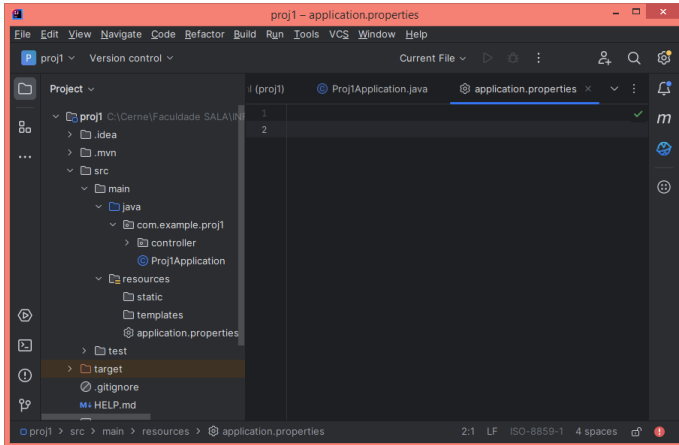 proj1 – application.properties
File Edit View Navigate Code Refactor Build Run Tools VCS Window Help
P proj1 Version control Current File
Project
l (proj1) Proj1Application.java application.properties
proj1 C:\Cerne\Faculdade SALA\INF
.idea
.mvn
src
main
java
com.example.proj1
controller
Proj1Application
resources
static
templates
application.properties
test
target
.gitignore
M↓ HELP.md
1
2
m
proj1 > src > main > resources > application.properties 2:1 LF ISO-8859-1 4 spaces